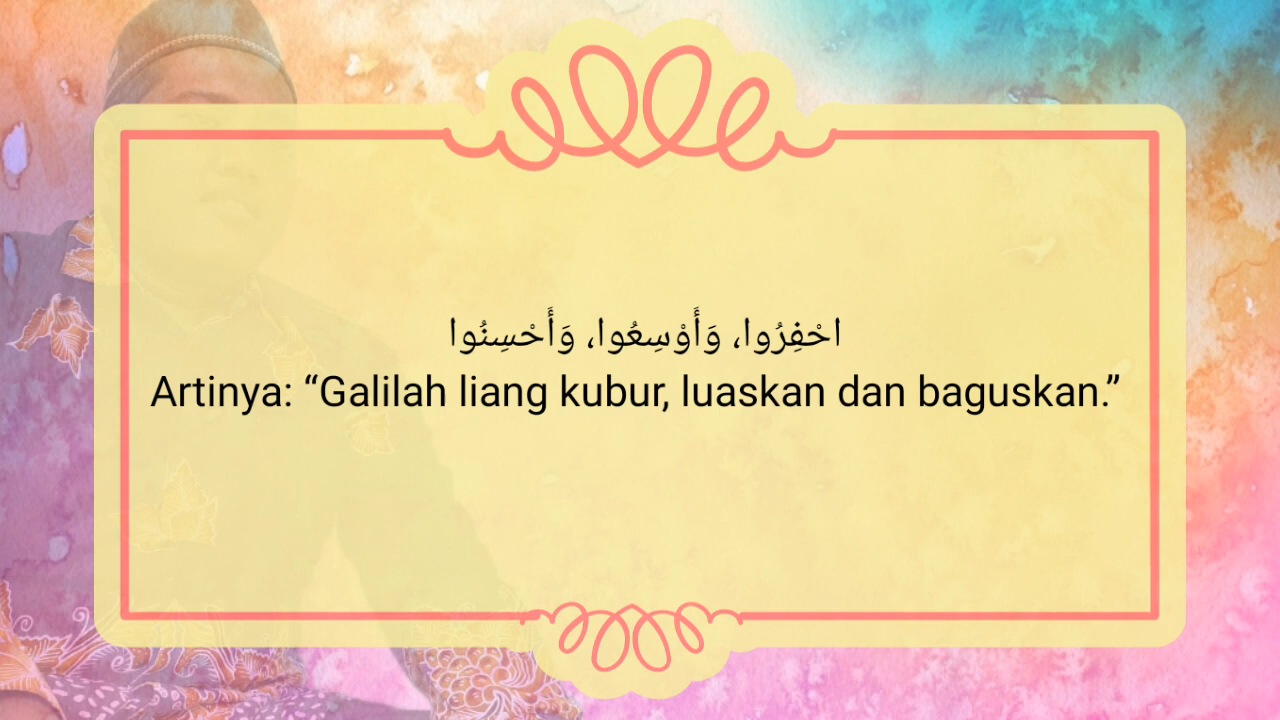 احْفِرُوا، وَأَوْسِعُوا، وَأَحْسِنُوا
Artinya: “Galilah liang kubur, luaskan dan baguskan.”